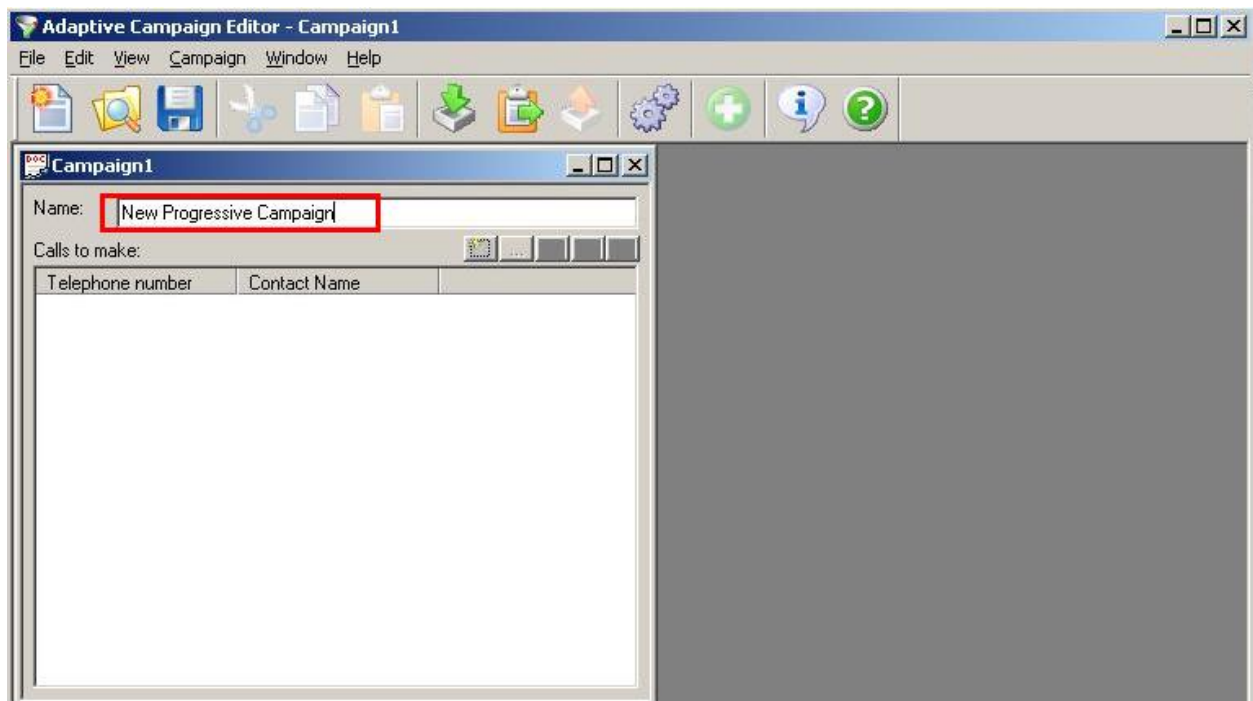 Adaptive Campaign Editor - Campaign1
File Edit View Campaign Window Help
DOC Campaign1
Name: New Progressive Campaign
Calls to make: ...
Telephone number Contact Name